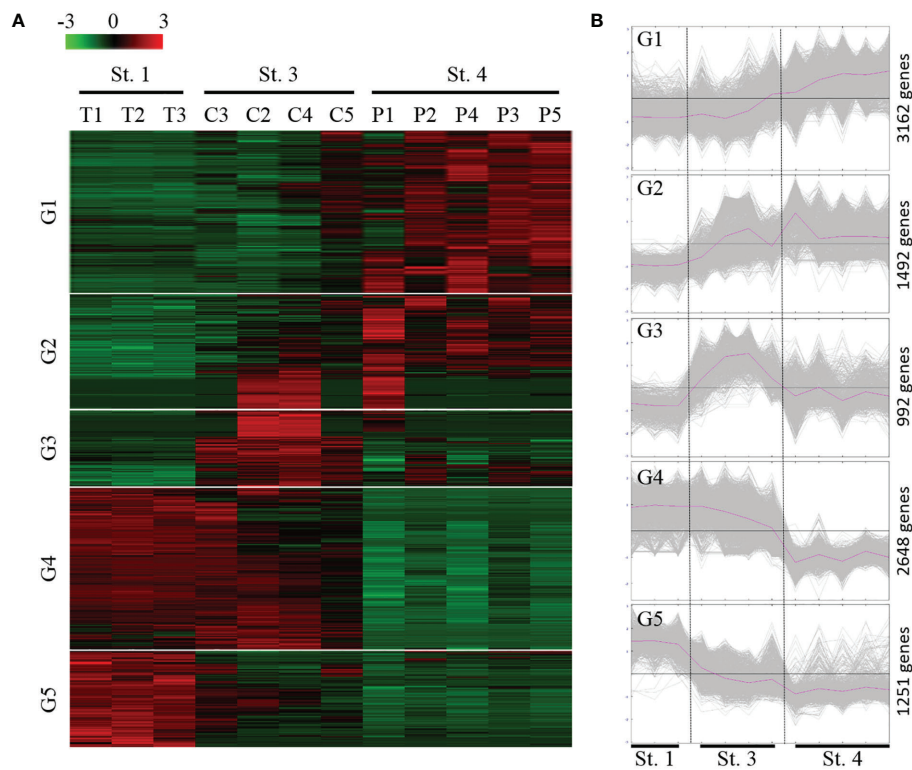 A
-3 0 3
St. 1 St. 3 St. 4
T1 T2 T3 C3 C2 C4 C5 P1 P2 P4 P3 P5
G1
G2
G3
G4
G5
B
G1
31162 genes
G2
1492 genes
G3
992 genes
G4
2648 genes
G5
1251 genes
St. 1 St. 3 St. 4